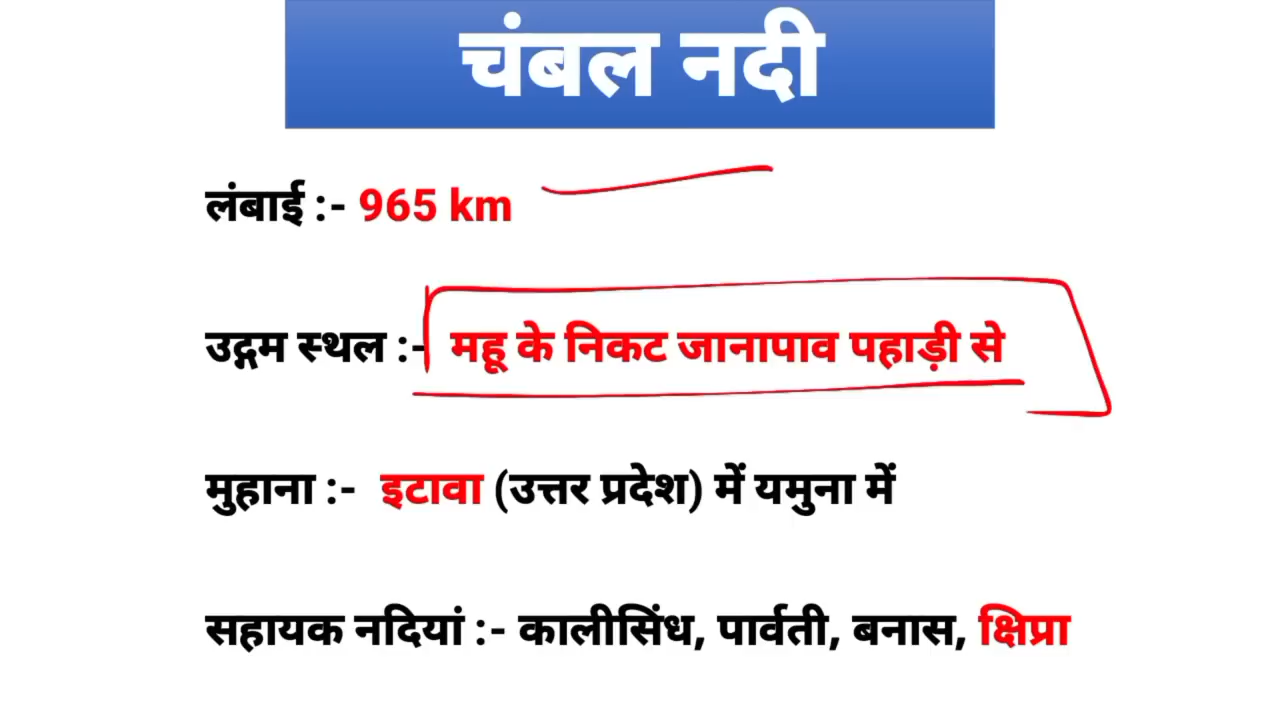 चंबल नदी
लंबाई :- 965 km
उद्गम स्थल :- महू के निकट जानापाव पहाड़ी से
मुहाना :- इटावा (उत्तर प्रदेश) में यमुना में
सहायक नदियां :- कालीसिंध, पार्वती, बनास, क्षिप्रा